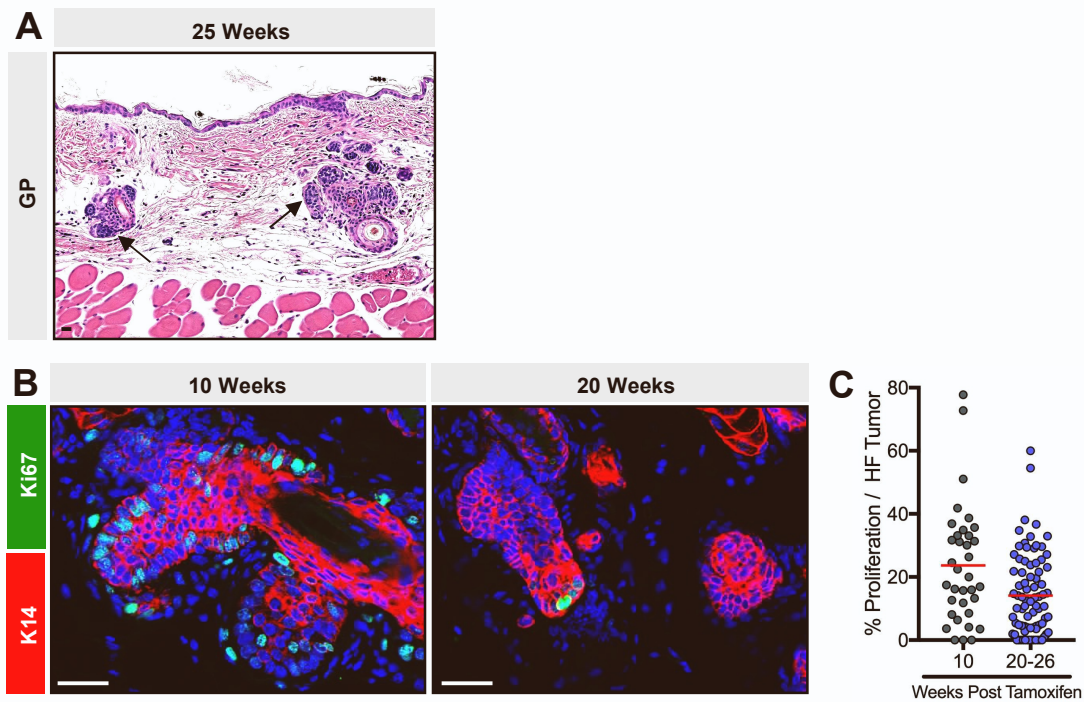 A
25 Weeks
GP
B
10 Weeks
20 Weeks
Ki67
K14
C
% Proliferation / HF Tumor
80
60
40
20
0
10
20-26
Weeks Post Tamoxifen